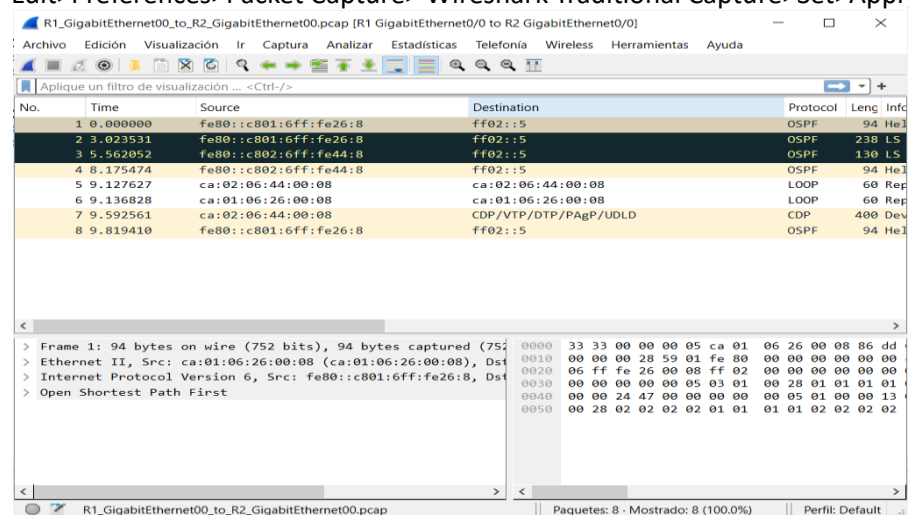 Edit> Preferences> Packet Capture> Wireshark Traditional Capture> Set> Appl
R1_GigabitEthernet00_to_R2_GigabitEthernet00.pcap [R1 GigabitEthernet0/0 to R2 GigabitEthernet0/0]
Archivo Edición Visualización Ir Captura Analizar Estadísticas Telefonía Wireless Herramientas Ayuda
Aplique un filtro de visualización ... <Ctrl-/>
No. Time Source Destination Protocol Leng Info
1 0.000000 fe80::c801:6ff:fe26:8 ff02::5 OSPF 94 Hel
2 3.023531 fe80::c801:6ff:fe26:8 ff02::5 OSPF 238 LS
3 5.562052 fe80::c802:6ff:fe44:8 ff02::5 OSPF 130 LS
4 8.175474 fe80::c802:6ff:fe44:8 ff02::5 OSPF 94 Hel
5 9.127627 ca:02:06:44:00:08 ca:02:06:44:00:08 LOOP 60 Rep
6 9.136828 ca:01:06:26:00:08 ca:01:06:26:00:08 LOOP 60 Rep
7 9.592561 ca:02:06:44:00:08 CDP/VTP/DTP/PAgP/UDLD CDP 400 Dev
8 9.819410 fe80::c801:6ff:fe26:8 ff02::5 OSPF 94 Hel
> Frame 1: 94 bytes on wire (752 bits), 94 bytes captured (752
> Ethernet II, Src: ca:01:06:26:00:08 (ca:01:06:26:00:08), Dst
> Internet Protocol Version 6, Src: fe80::c801:6ff:fe26:8, Dst
> Open Shortest Path First
0000 33 33 00 00 00 05 ca 01 06 26 00 08 86 dd
0010 00 00 00 28 59 01 fe 80 00 00 00 00 00 00
0020 06 ff fe 26 00 08 ff 02 00 00 00 00 00 00
0030 00 00 00 00 00 05 03 01 00 28 01 01 01 01
0040 00 00 24 47 00 00 00 00 00 05 01 00 00 13
0050 00 28 02 02 02 02 01 01 01 01 02 02 02 02
R1_GigabitEthernet00_to_R2_GigabitEthernet00.pcap Paquetes: 8 · Mostrado: 8 (100.0%) Perfil: Default